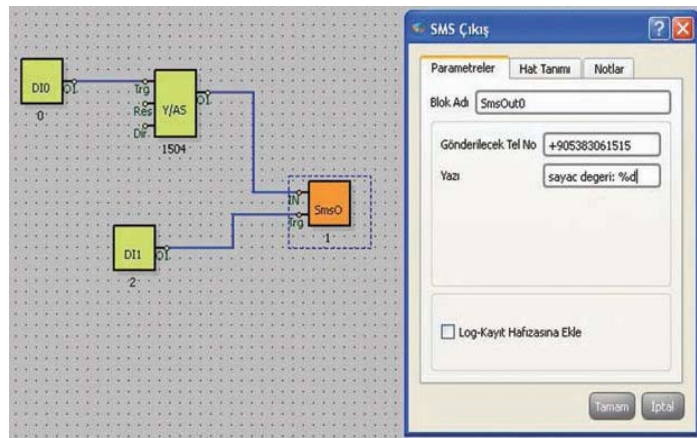 DI0
O1
0
Trg
Res
Dir
Y/AS
O1
1504
DI1
O1
2
IN
Trg
SmsO
1
SMS Çıkış
Parametreler
Hat Tanımı
Notlar
Blok Adı
SmsOut0
Gönderilecek Tel No
+905383061515
Yazı
sayac degeri: %d
Log-Kayıt Hafızasına Ekle
Tamam
İptal